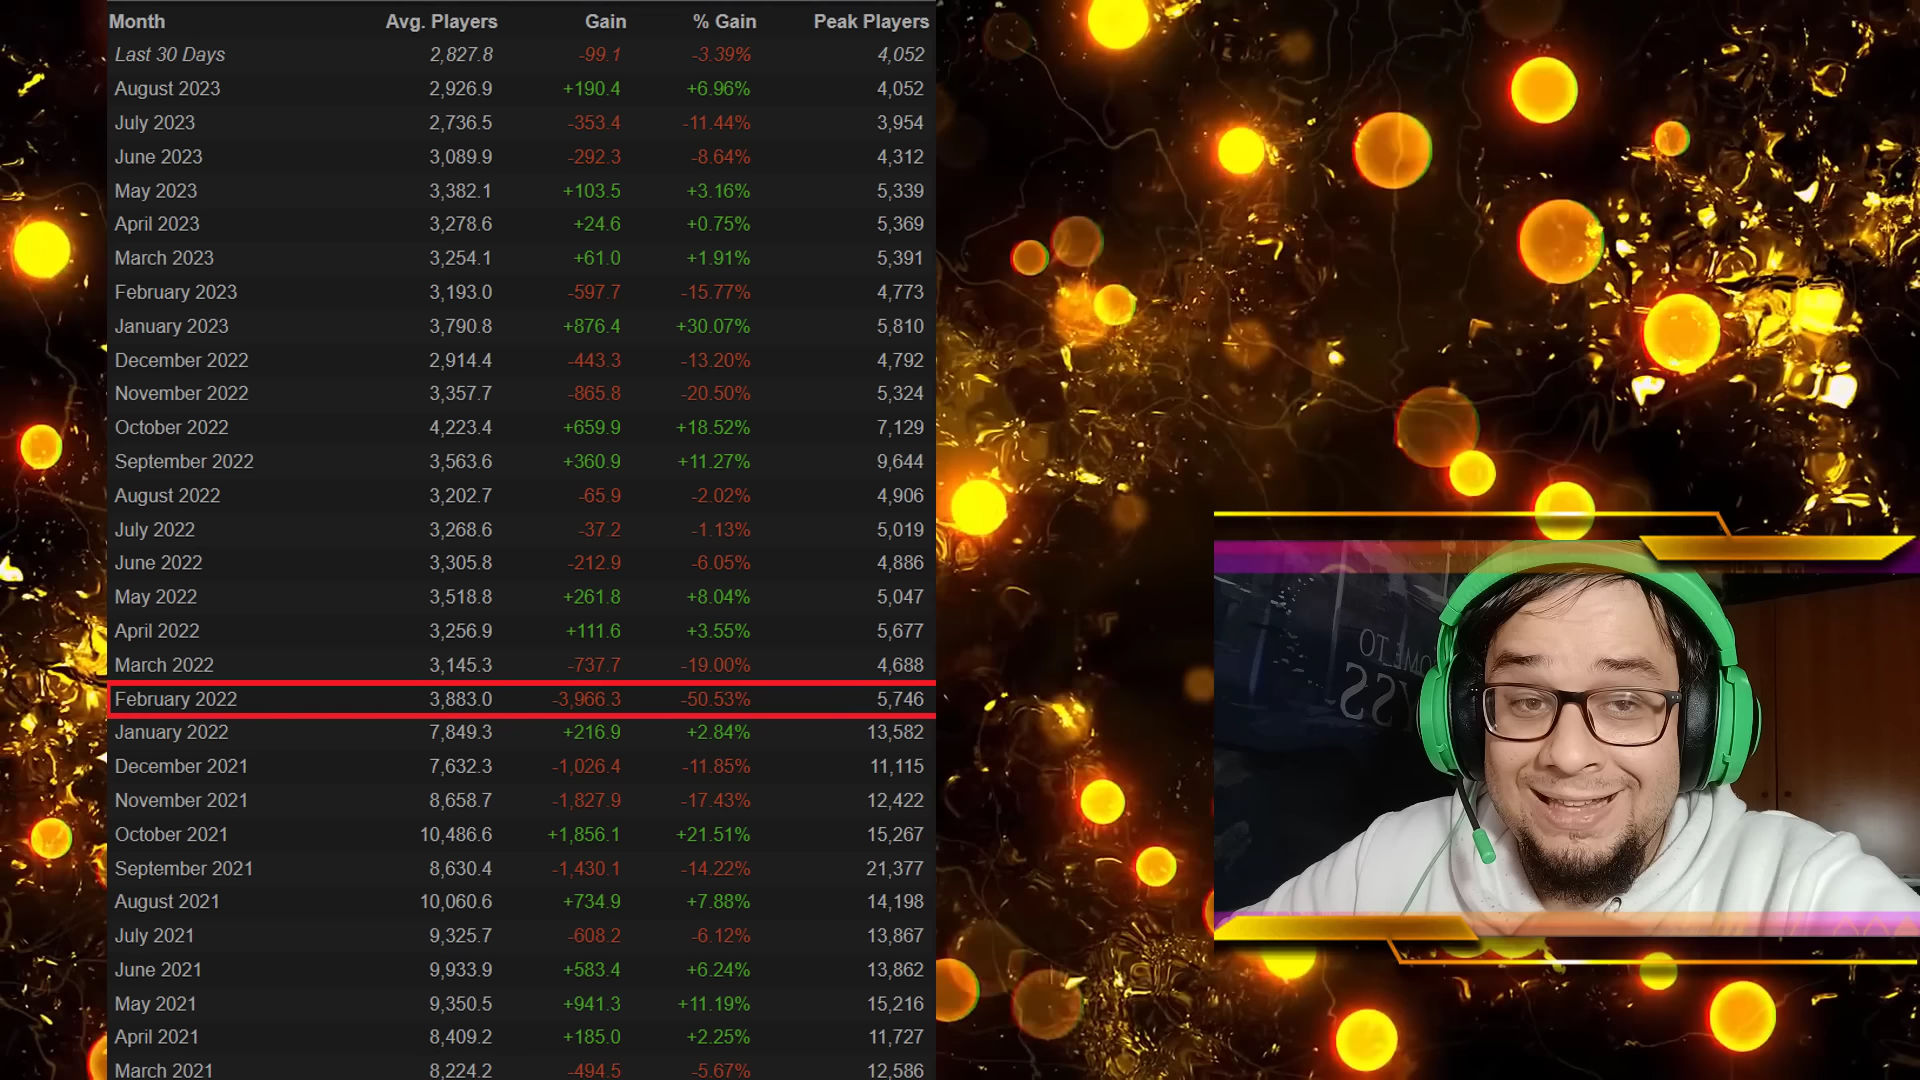 Month Avg. Players Gain % Gain Peak Players
Last 30 Days 2,827.8 -99.1 -3.39% 4,052
August 2023 2,926.9 +190.4 +6.96% 4,052
July 2023 2,736.5 -353.4 -11.44% 3,954
June 2023 3,089.9 -292.3 -8.64% 4,312
May 2023 3,382.1 +103.5 +3.16% 5,339
April 2023 3,278.6 +24.6 +0.75% 5,369
March 2023 3,254.1 +61.0 +1.91% 5,391
February 2023 3,193.0 -597.7 -15.77% 4,773
January 2023 3,790.8 +876.4 +30.07% 5,810
December 2022 2,914.4 -443.3 -13.20% 4,792
November 2022 3,357.7 -865.8 -20.50% 5,324
October 2022 4,223.4 +659.9 +18.52% 7,129
September 2022 3,563.6 +360.9 +11.27% 9,644
August 2022 3,202.7 -65.9 -2.02% 4,906
July 2022 3,268.6 -37.2 -1.13% 5,019
June 2022 3,305.8 -212.9 -6.05% 4,886
May 2022 3,518.8 +261.8 +8.04% 5,047
April 2022 3,256.9 +111.6 +3.55% 5,677
March 2022 3,145.3 -737.7 -19.00% 4,688
February 2022 3,883.0 -3,966.3 -50.53% 5,746
January 2022 7,849.3 +216.9 +2.84% 13,582
December 2021 7,632.3 -1,026.4 -11.85% 11,115
November 2021 8,658.7 -1,827.9 -17.43% 12,422
October 2021 10,486.6 +1,856.1 +21.51% 15,267
September 2021 8,630.4 -1,430.1 -14.22% 21,377
August 2021 10,060.6 +734.9 +7.88% 14,198
July 2021 9,325.7 -608.2 -6.12% 13,867
June 2021 9,933.9 +583.4 +6.24% 13,862
May 2021 9,350.5 +941.3 +11.19% 15,216
April 2021 8,409.2 +185.0 +2.25% 11,727
March 2021 8,224.2 -494.5 -5.67% 12,586
TO